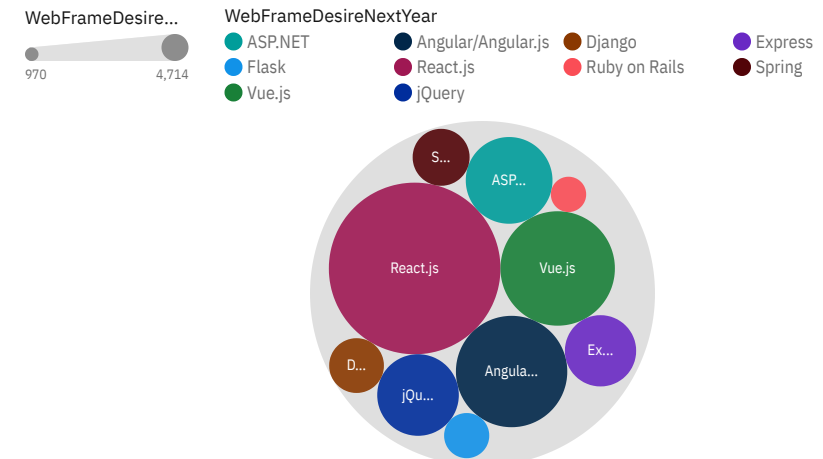 WebFrameDesire...
970 4,714
WebFrameDesireNextYear
ASP.NET Angular/Angular.js Django Express
Flask React.js Ruby on Rails Spring
Vue.js jQuery
S...
ASP...
React.js
Vue.js
Ex...
D...
Angula...
jQu...